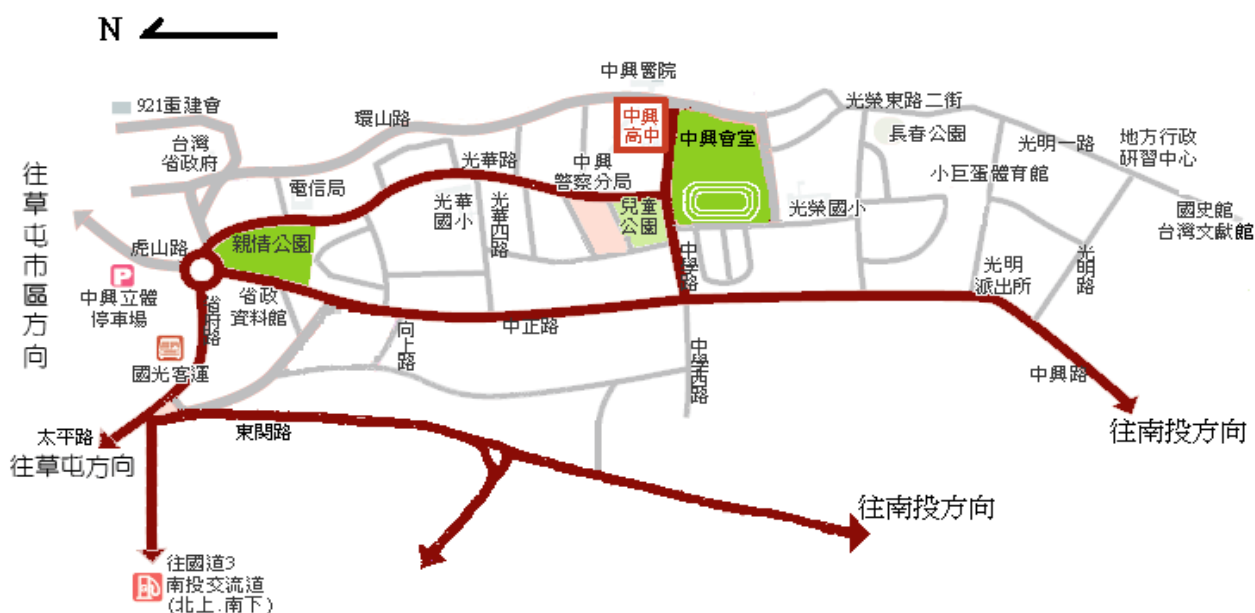 N
中興醫院
921重建會
環山路
中興
高中
中興會堂
光榮東路二街
長春公園
光明一路
地方行政
研習中心
台灣
省政府
光華路
中興
警察分局
小巨蛋體育館
往草屯市區方向
電信局
光華
國小
光華四路
兒童
公園
光榮國小
國史館
台灣文獻館
虎山路
親情公園
中學路
光明路
光明
派出所
P
中興立體
停車場
省府路
省政
資料館
向上路
中正路
中學西路
國光客運
中興路
太平路
東閔路
往草屯方向
往南投方向
往南投方向
往國道3
南投交流道
(北上.南下)